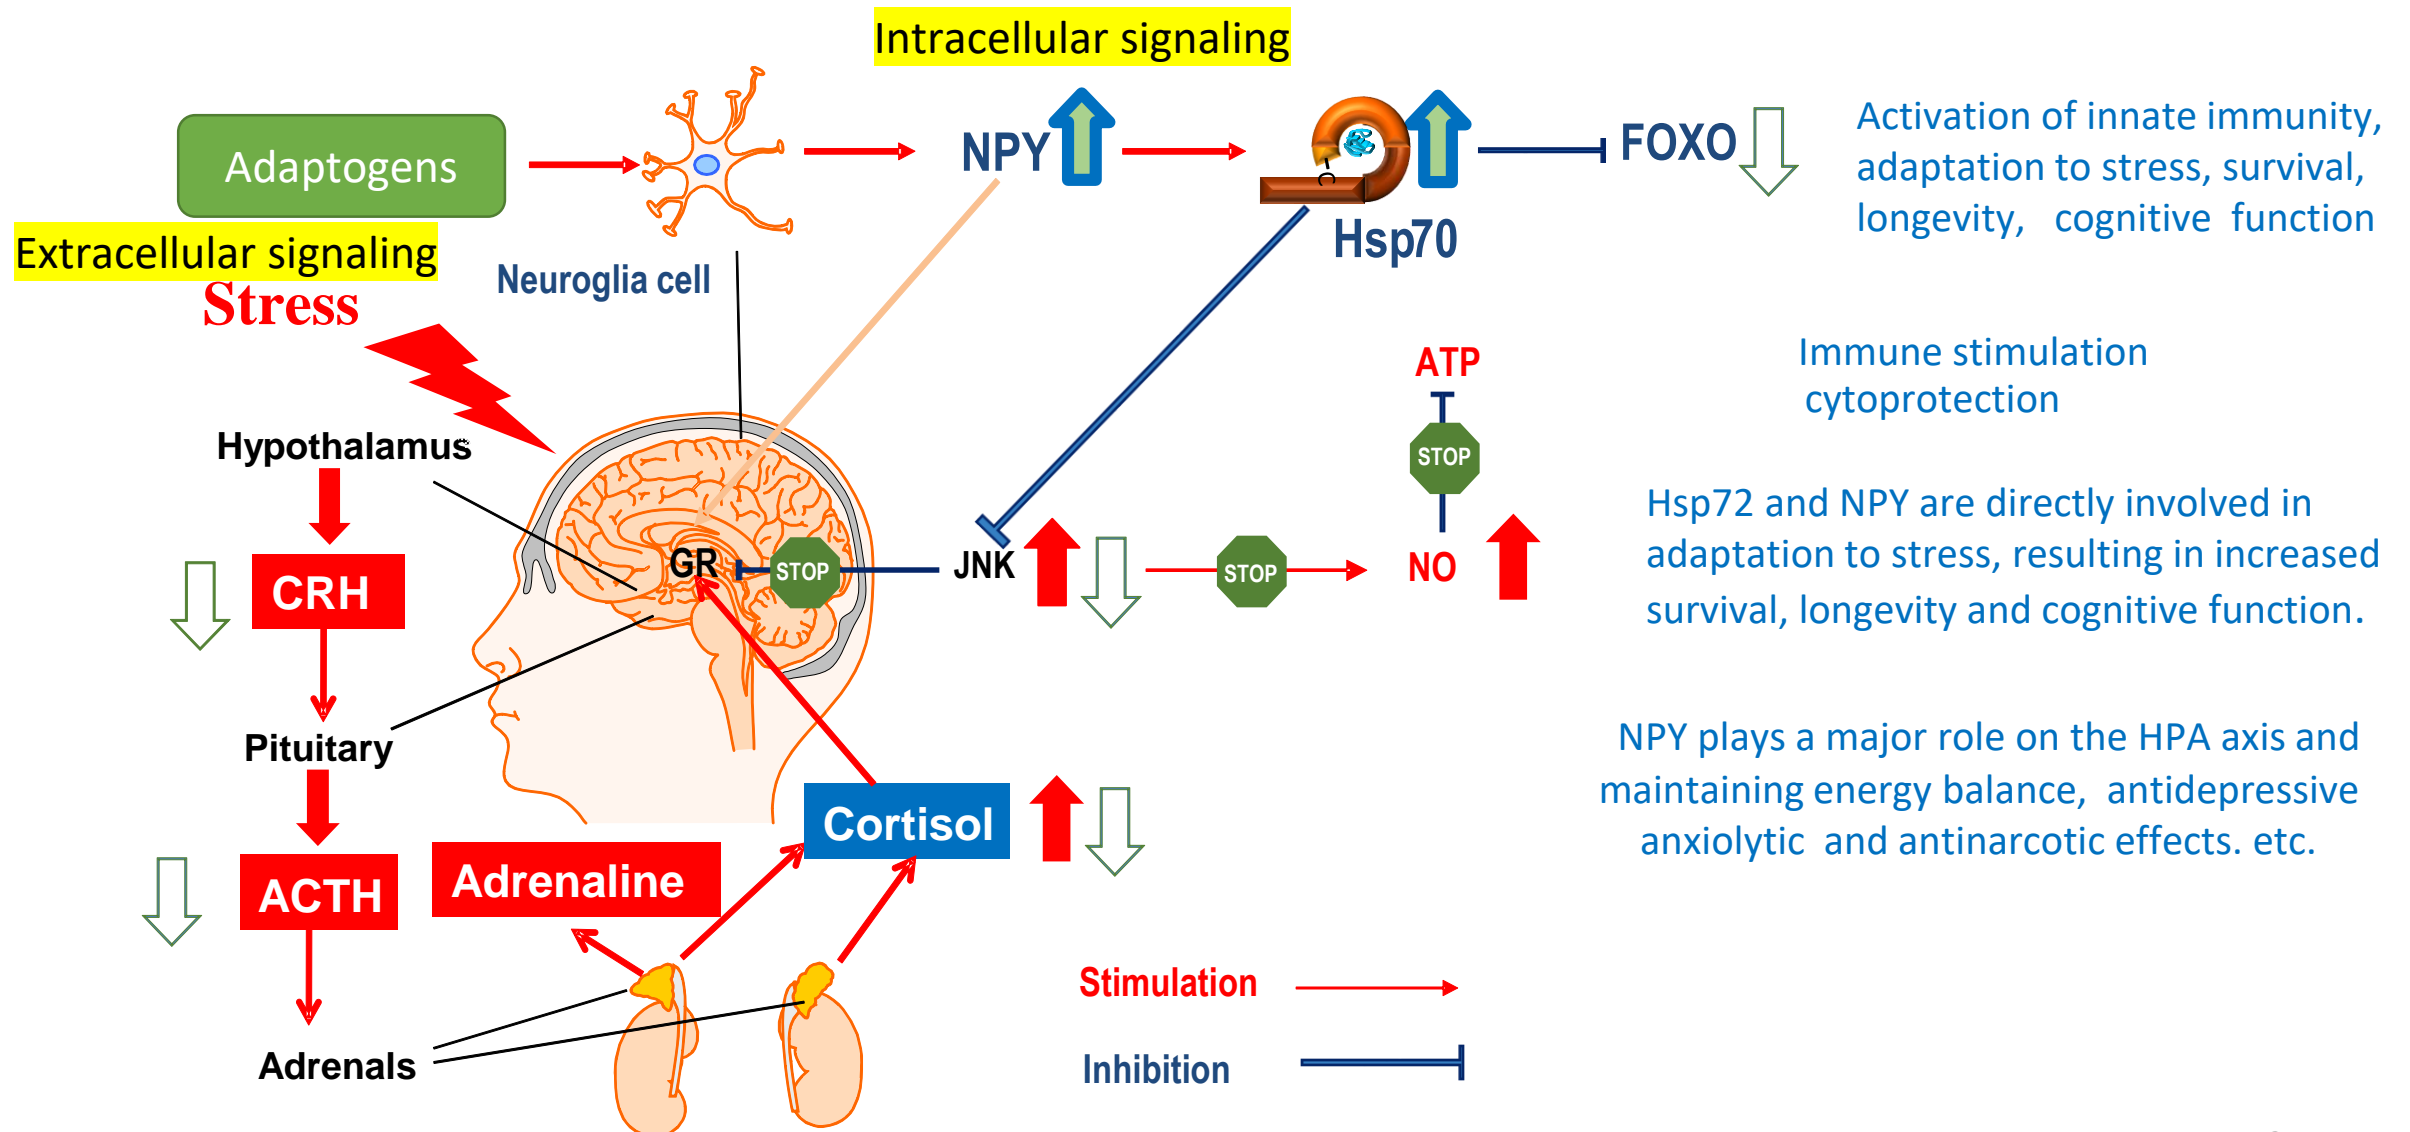 Intracellular signaling
Adaptogens
NPY
FOXO
Hsp70
C
Activation of innate immunity,
adaptation to stress, survival,
longevity, cognitive function
Extracellular signaling
Stress
Neuroglia cell
ATP
STOP
NO
Immune stimulation
cytoprotection
Hypothalamus
CRH
GR
STOP
JNK
STOP
Hsp72 and NPY are directly involved in
adaptation to stress, resulting in increased
survival, longevity and cognitive function.
Pituitary
NPY plays a major role on the HPA axis and
maintaining energy balance, antidepressive
anxiolytic and antinarcotic effects. etc.
Cortisol
Adrenaline
ACTH
Stimulation
Adrenals
Inhibition